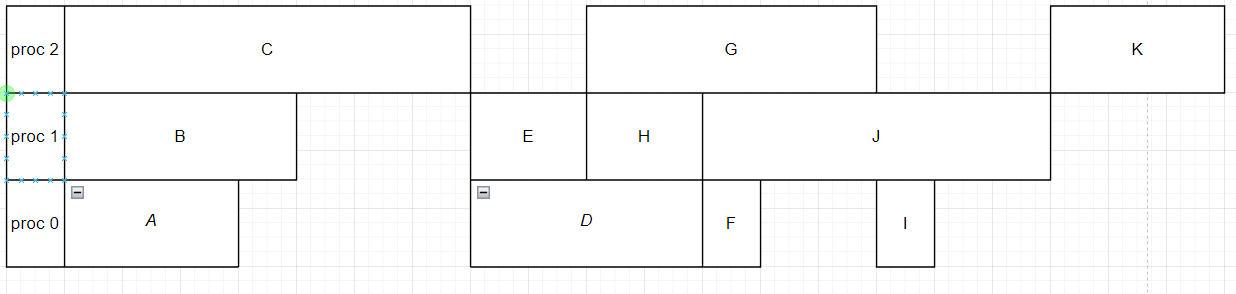 proc 2 C G K
proc 1 B E H J
proc 0 A D F I